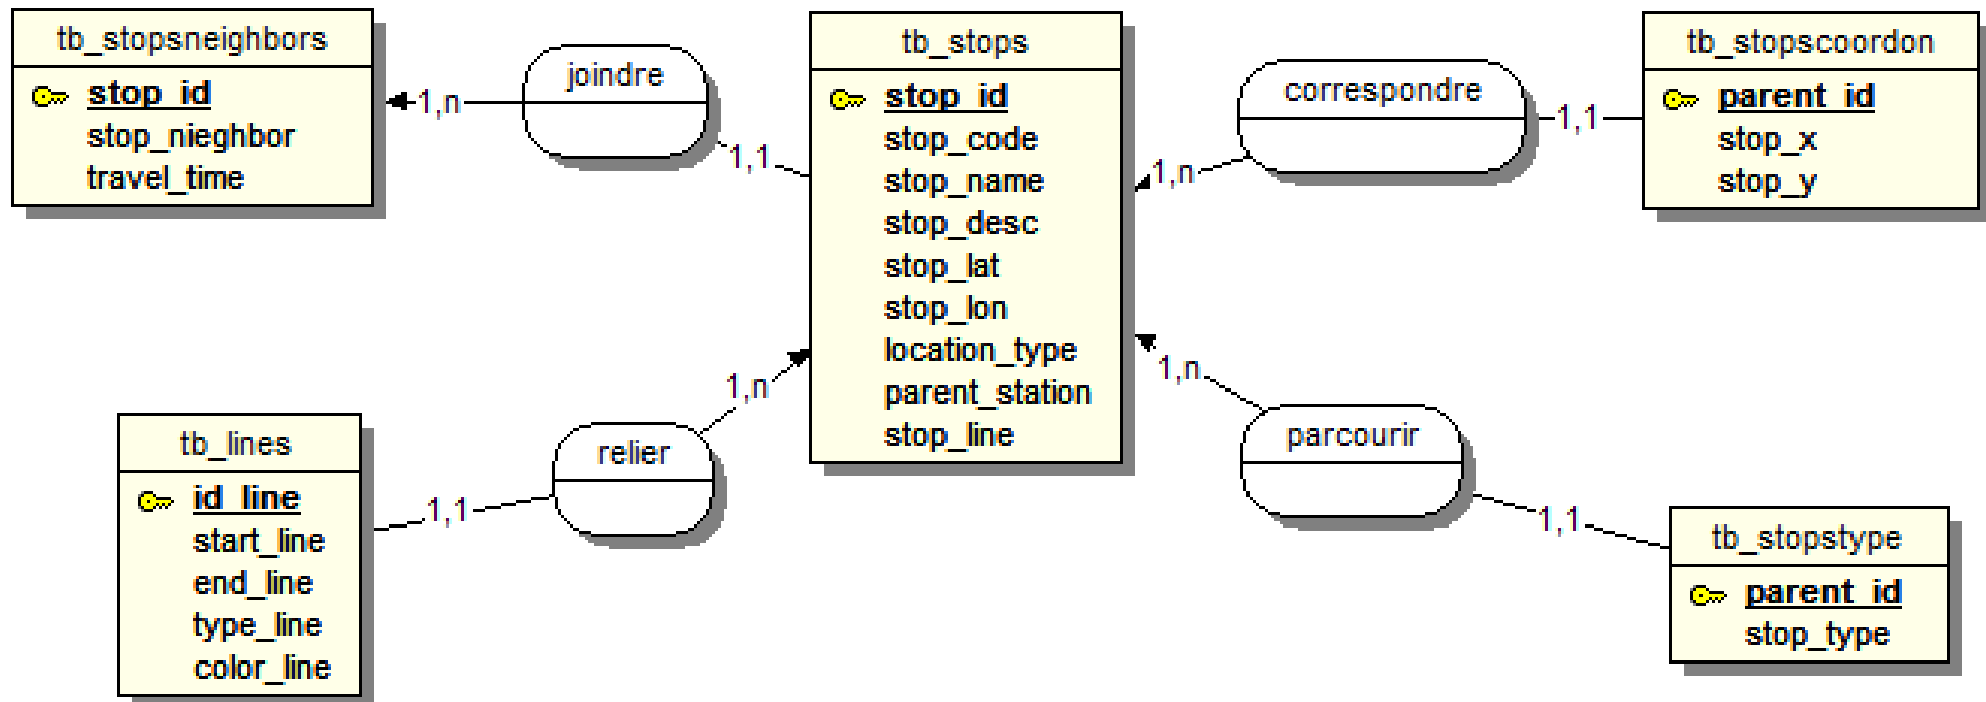 tb_stopsneighbors
stop_id
stop_nieghbor
travel_time
joindre
1,n
1,1
tb_stops
stop_id
stop_code
stop_name
stop_desc
stop_lat
stop_lon
location_type
parent_station
stop_line
correspondre
1,n
1,1
tb_stopscoordon
parent_id
stop_x
stop_y
tb_lines
id_line
start_line
end_line
type_line
color_line
relier
1,1
1,n
parcourir
1,n
1,1
tb_stopstype
parent_id
stop_type